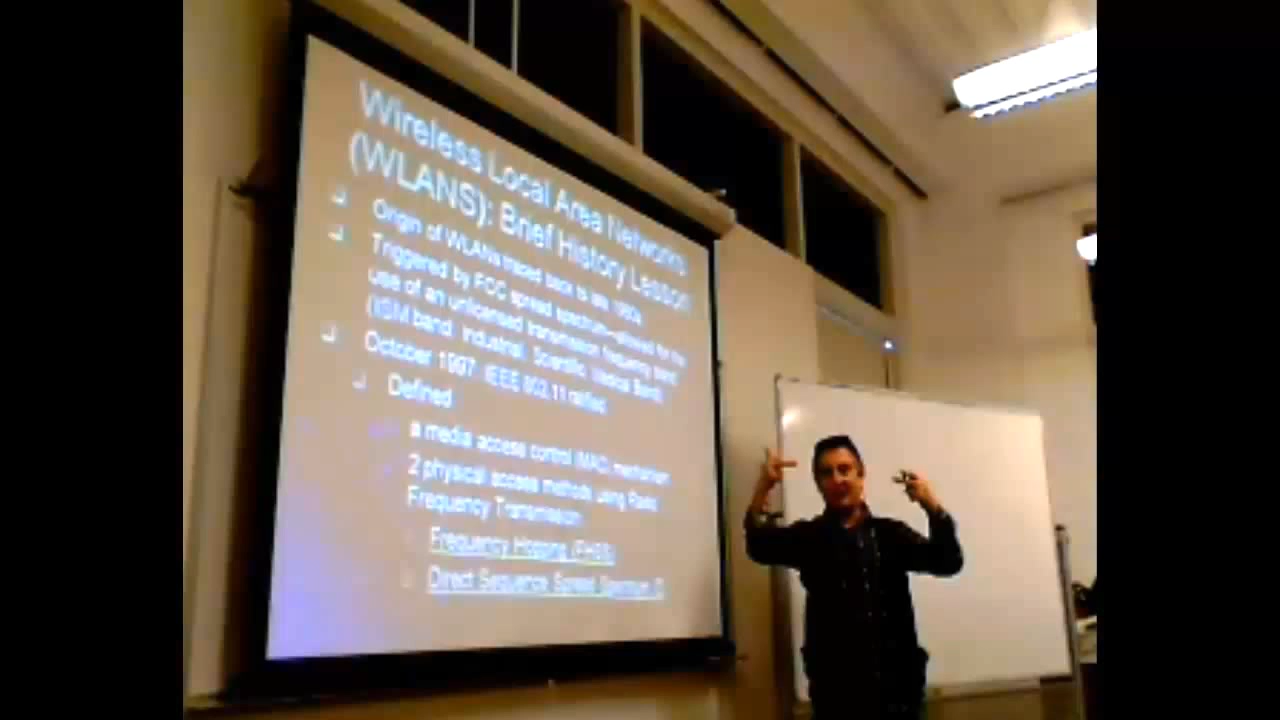 Wireless Local Area Networks
(WLANS): Brief History Lesson
Origin of WLANs traced back to late 1980s
Triggered by FCC spread spectrum—allowed for the
use of an unlicensed transmission frequency band
(ISM band: Industrial, Scientific, Medical Band)
October 1997 IEEE 802.11 ratified
Defined
a media access control (MAC) mechanism
2 physical access methods using Radio
Frequency Transmission
Frequency Hopping (FHSS)
Direct Sequence Spread Spectrum